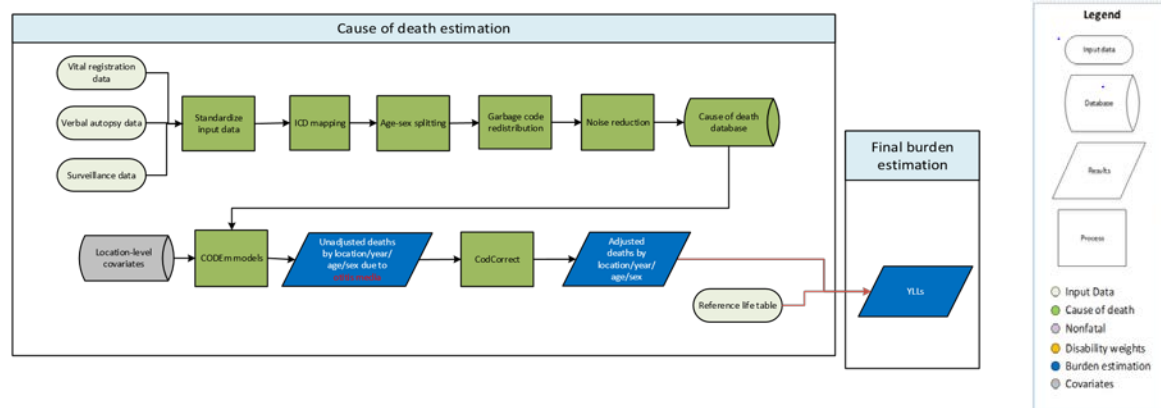 Cause of death estimation
Vital registration
data
Verbal autopsy data
Surveillance data
Standardize
input data
ICD mapping
Age-sex splitting
Garbage code
redistribution
Noise reduction
Cause of death
database
Location-level
covariates
CODEm models
Unadjusted deaths
by location/year/
age/sex due to
CodCorrect
Adjusted
deaths by
location/year/
age/sex
Reference life table
Final burden
estimation
YLLs
Legend
Input data
Database
Results
Process
Input Data
Cause of death
Nonfatal
Disability weights
Burden estimation
Covariates